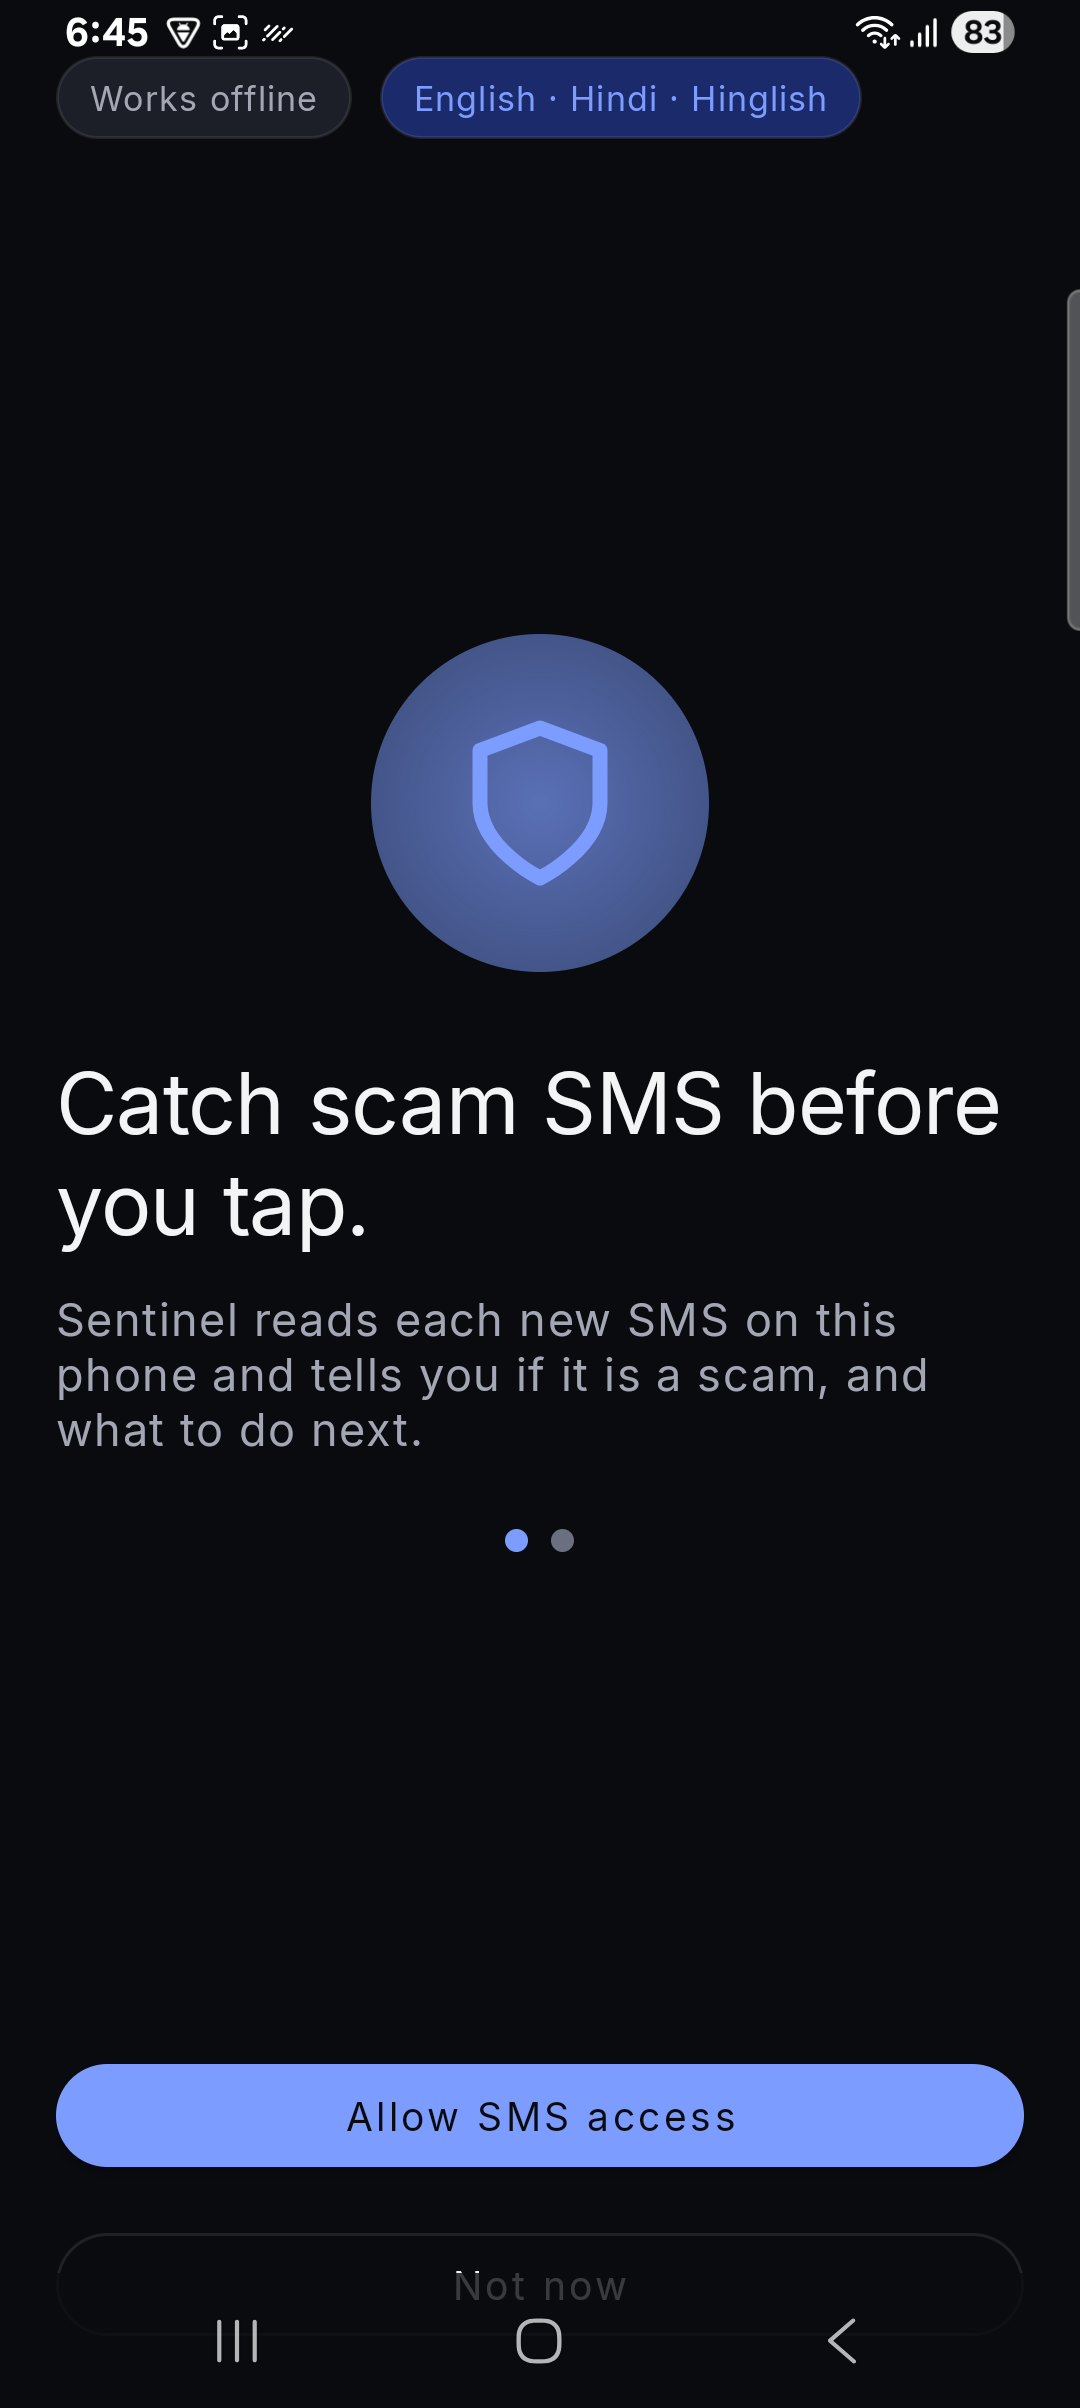 6:45
83
Works offline
English · Hindi · Hinglish
Catch scam SMS before
you tap.
Sentinel reads each new SMS on this
phone and tells you if it is a scam, and
what to do next.
Allow SMS access
Not now